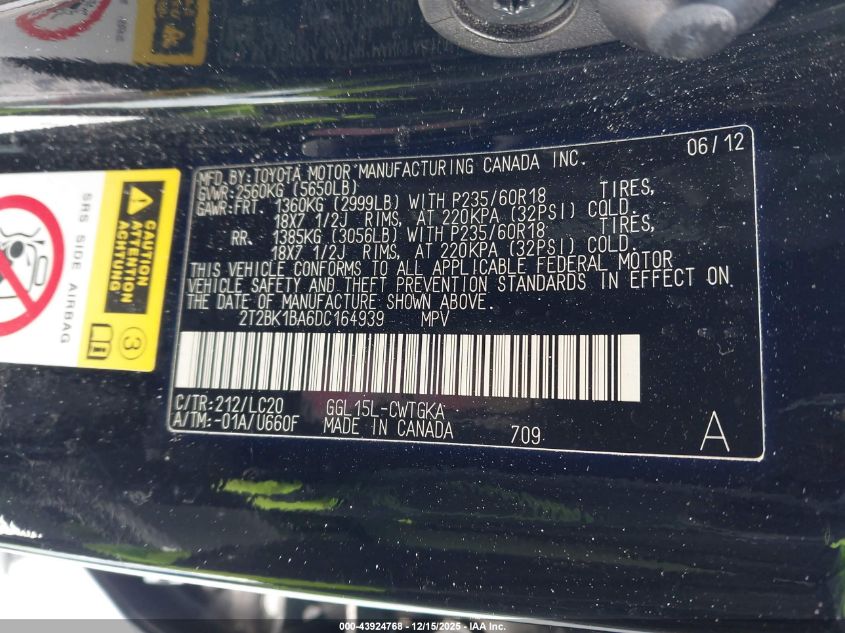 06/12
MFD. BY: TOYOTA MOTOR MANUFACTURING CANADA INC.
GVWR: 2560KG (5650LB)
GAWR: FRT. 1360KG (2999LB) WITH P235/60R18 TIRES,
18X7 1/2J RIMS, AT 220KPA (32PSI) COLD.
RR. 1385KG (3056LB) WITH P235/60R18 TIRES,
18X7 1/2J RIMS, AT 220KPA (32PSI) COLD.
THIS VEHICLE CONFORMS TO ALL APPLICABLE FEDERAL MOTOR
VEHICLE SAFETY AND THEFT PREVENTION STANDARDS IN EFFECT ON
THE DATE OF MANUFACTURE SHOWN ABOVE.
2T2BK1BA6DC164939 MPV
C/TR: 212/LC20 GGL15L-CWTGKA
A/TM: -01A/U660F MADE IN CANADA 709
A
SRS SIDE AIRBAG
CAUTION
ATTENTION
ACHTUNG
3
000-43924768 - 12/15/2025 - IAA Inc.